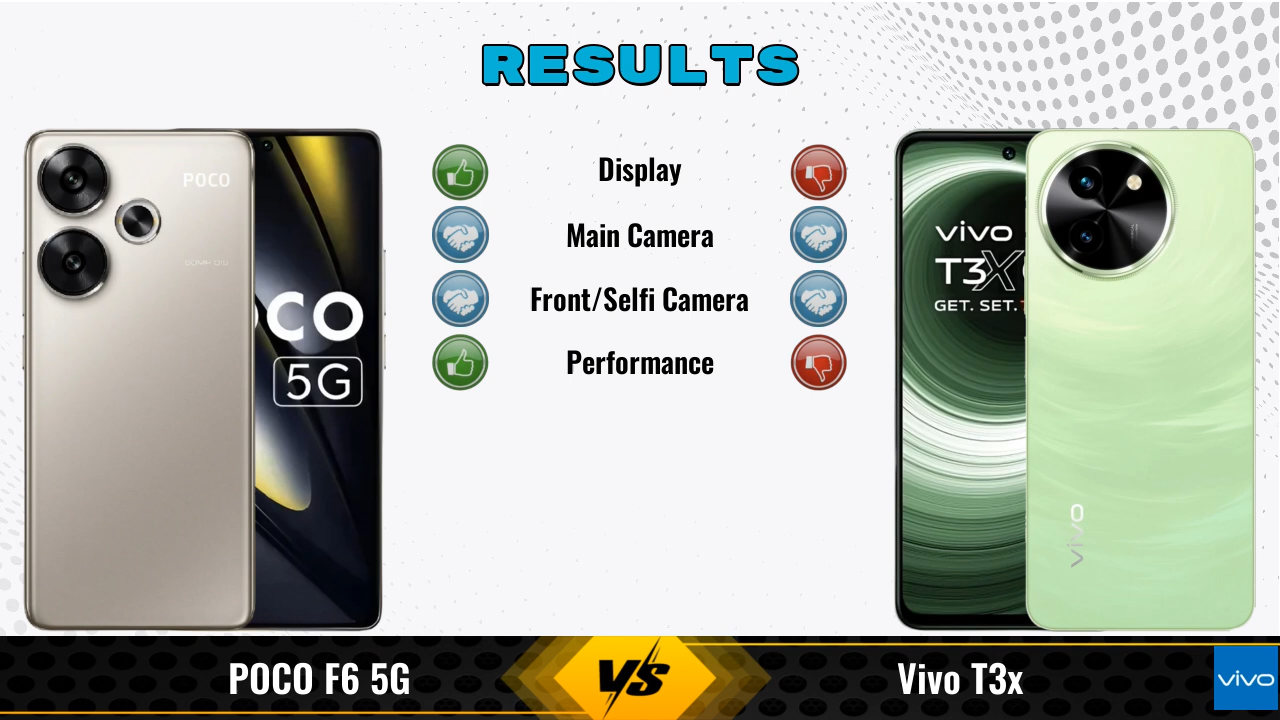 RESULTS
POCO
CO
5G
Display
Main Camera
Front/Selfi Camera
Performance
vivo
T3X
GET. SET.
vivo
POCO F6 5G
VS
Vivo T3x
vivo